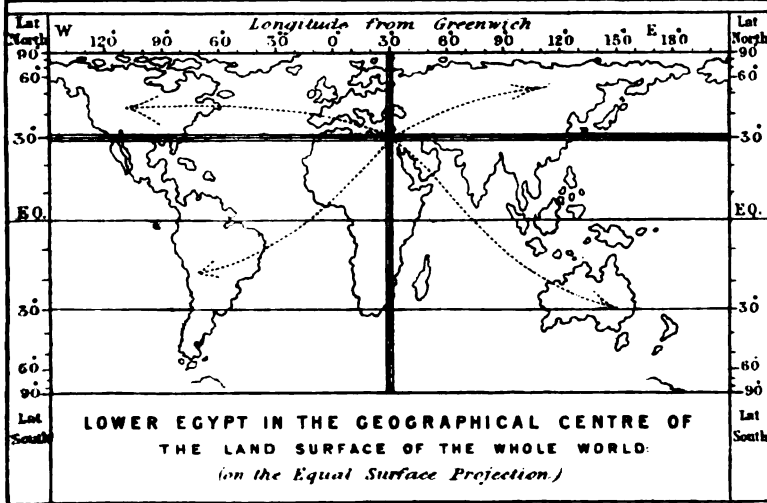 Lat North W Longitude from Greenwich E Lat North
120° 90 60 30 0° 30 60 90 120 150 180
90° 90
60° 60°
30° 30°
EQ. EQ.
30° 30°
60 60
90° 90°
Lat South Lat South
LOWER EGYPT IN THE GEOGRAPHICAL CENTRE OF
THE LAND SURFACE OF THE WHOLE WORLD:
(on the Equal Surface Projection.)